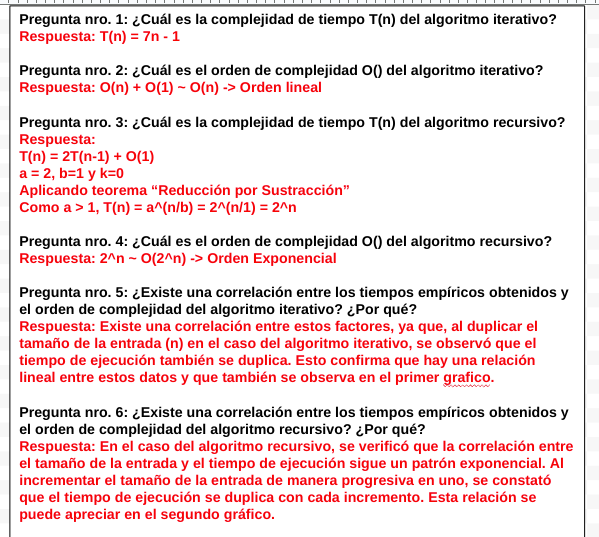 Pregunta nro. 1: ¿Cuál es la complejidad de tiempo T(n) del algoritmo iterativo?
Respuesta: T(n) = 7n - 1
Pregunta nro. 2: ¿Cuál es el orden de complejidad O() del algoritmo iterativo?
Respuesta: O(n) + O(1) ~ O(n) -> Orden lineal
Pregunta nro. 3: ¿Cuál es la complejidad de tiempo T(n) del algoritmo recursivo?
Respuesta:
T(n) = 2T(n-1) + O(1)
a = 2, b=1 y k=0
Aplicando teorema “Reducción por Sustracción”
Como a > 1, T(n) = a^(n/b) = 2^(n/1) = 2^n
Pregunta nro. 4: ¿Cuál es el orden de complejidad O() del algoritmo recursivo?
Respuesta: 2^n ~ O(2^n) -> Orden Exponencial
Pregunta nro. 5: ¿Existe una correlación entre los tiempos empíricos obtenidos y
el orden de complejidad del algoritmo iterativo? ¿Por qué?
Respuesta: Existe una correlación entre estos factores, ya que, al duplicar el
tamaño de la entrada (n) en el caso del algoritmo iterativo, se observó que el
tiempo de ejecución también se duplica. Esto confirma que hay una relación
lineal entre estos datos y que también se observa en el primer grafico.
Pregunta nro. 6: ¿Existe una correlación entre los tiempos empíricos obtenidos y
el orden de complejidad del algoritmo recursivo? ¿Por qué?
Respuesta: En el caso del algoritmo recursivo, se verificó que la correlación entre
el tamaño de la entrada y el tiempo de ejecución sigue un patrón exponencial. Al
incrementar el tamaño de la entrada de manera progresiva en uno, se constató
que el tiempo de ejecución se duplica con cada incremento. Esta relación se
puede apreciar en el segundo gráfico.